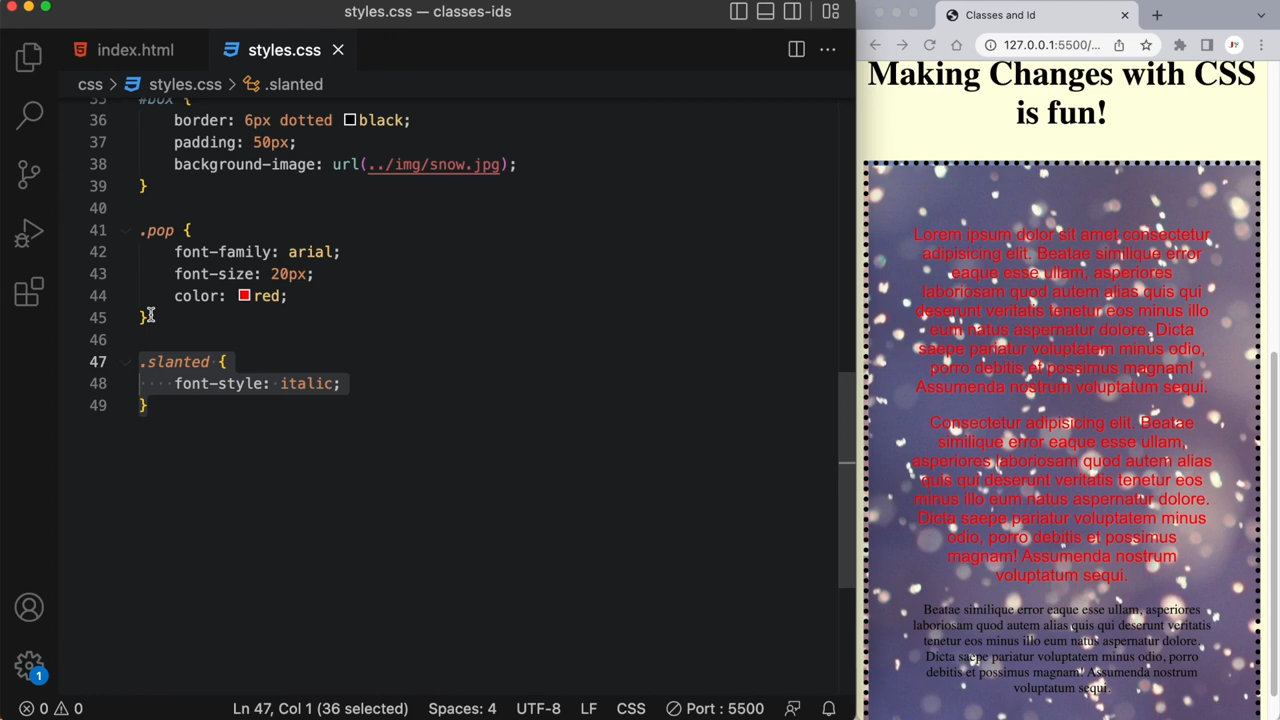 styles.css — classes-ids
index.html
styles.css
css > styles.css > .slanted
35 #box {
36 border: 6px dotted black;
37 padding: 50px;
38 background-image: url(../img/snow.jpg);
39 }
40
41 .pop {
42 font-family: arial;
43 font-size: 20px;
44 color: red;
45 }
46
47 .slanted {
48 ····font-style:·italic;
49 }
1
0 0
Ln 47, Col 1 (36 selected)
Spaces: 4
UTF-8
LF
CSS
Port : 5500
Classes and Id
127.0.0.1:5500/...
JY
Making Changes with CSS
is fun!
Lorem ipsum dolor sit amet consectetur
adipisicing elit. Beatae similique error
eaque esse ullam, asperiores
laboriosam quod autem alias quis qui
deserunt veritatis tenetur eos minus illo
eum natus aspernatur dolore. Dicta
saepe pariatur voluptatem minus odio,
porro debitis et possimus magnam!
Assumenda nostrum voluptatum sequi.
Consectetur adipisicing elit. Beatae
similique error eaque esse ullam,
asperiores laboriosam quod autem alias
quis qui deserunt veritatis tenetur eos
minus illo eum natus aspernatur dolore.
Dicta saepe pariatur voluptatem minus
odio, porro debitis et possimus
magnam! Assumenda nostrum
voluptatum sequi.
Beatae similique error eaque esse ullam, asperiores
laboriosam quod autem alias quis qui deserunt veritatis
tenetur eos minus illo eum natus aspernatur dolore.
Dicta saepe pariatur voluptatem minus odio, porro
debitis et possimus magnam! Assumenda nostrum
voluptatum sequi.